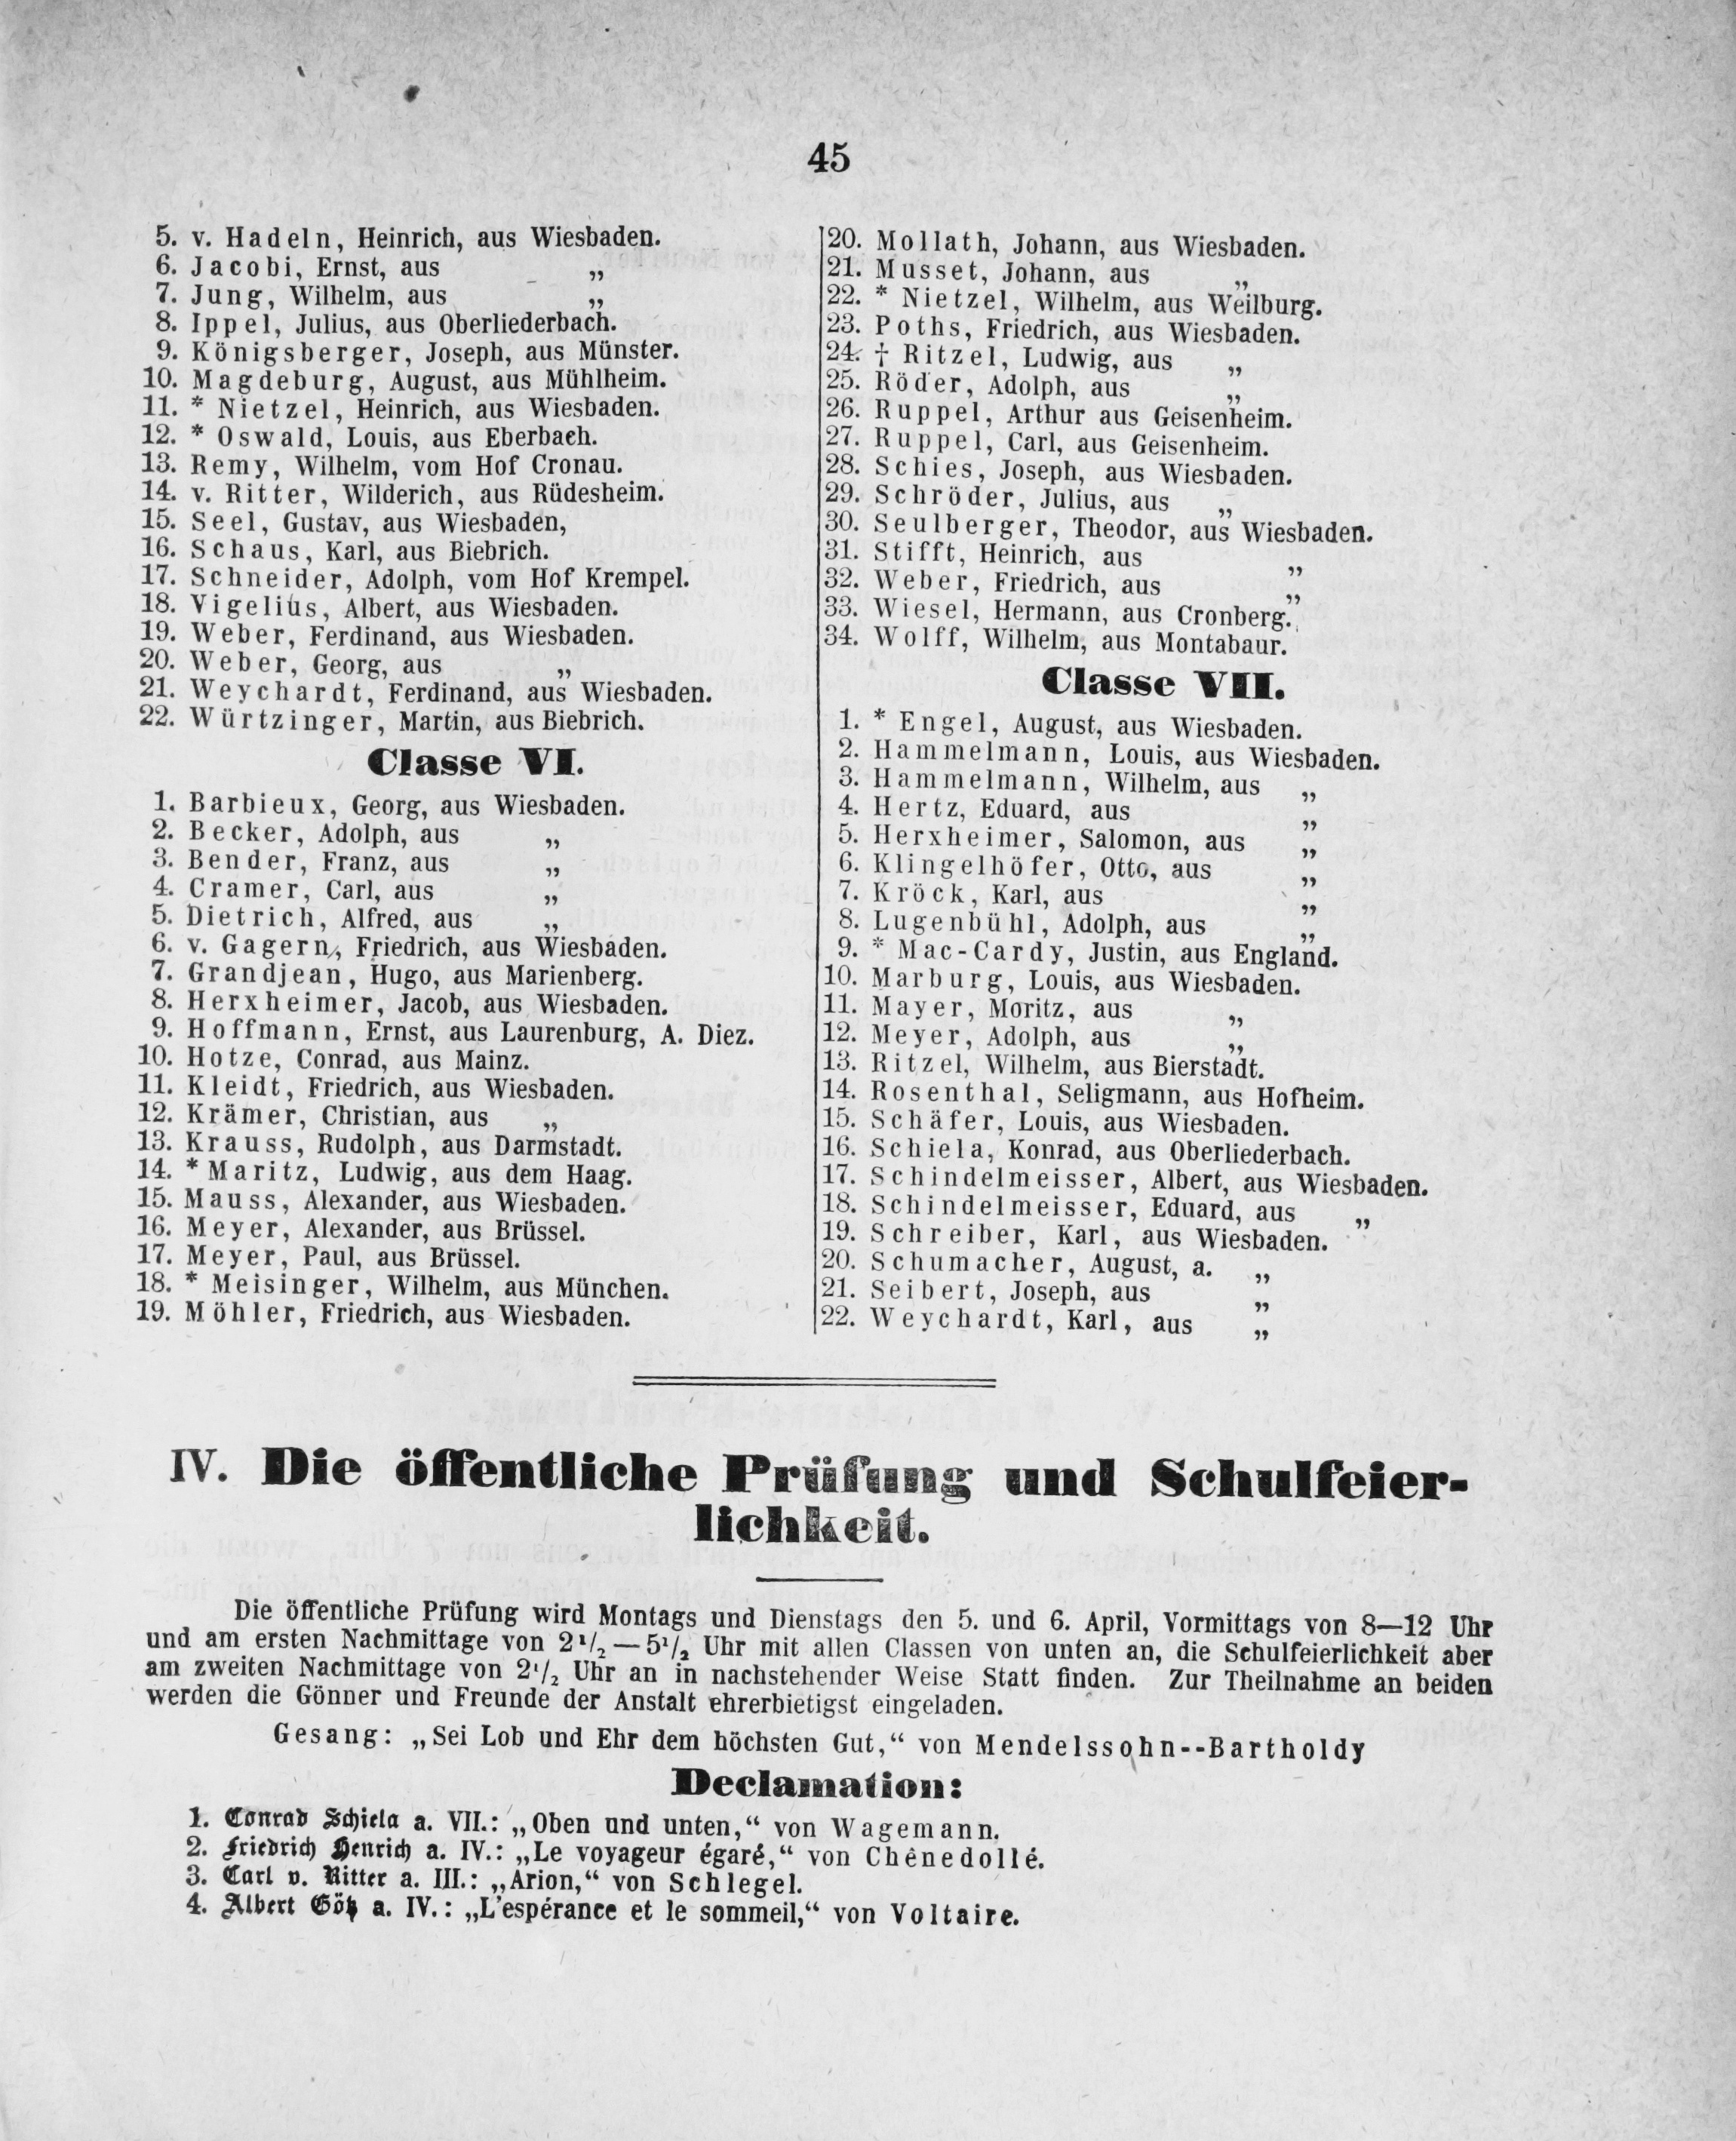 45
5. v. Hadeln, Heinrich, aus Wiesbaden.
6. Jacobi, Ernst, aus „
7. Jung, Wilhelm, aus „
8. Ippel, Julius, aus Oberliederbach.
9. Königsberger, Joseph, aus Münster.
10. Magdeburg, August, aus Mühlheim.
11. * Nietzel, Heinrich, aus Wiesbaden.
12. * Oswald, Louis, aus Eberbach.
13. Remy, Wilhelm, vom Hof Cronau.
14. v. Ritter, Wilderich, aus Rüdesheim.
15. Seel, Gustav, aus Wiesbaden,
16. Schaus, Karl, aus Biebrich.
17. Schneider, Adolph, vom Hof Krempel.
18. Vigelius, Albert, aus Wiesbaden.
19. Weber, Ferdinand, aus Wiesbaden.
20. Weber, Georg, aus „
21. Weychardt, Ferdinand, aus Wiesbaden.
22. Würtzinger, Martin, aus Biebrich.
Classe VI.
1. Barbieux, Georg, aus Wiesbaden.
2. Becker, Adolph, aus „
3. Bender, Franz, aus „
4. Cramer, Carl, aus „
5. Dietrich, Alfred, aus „
6. v. Gagern, Friedrich, aus Wiesbaden.
7. Grandjean, Hugo, aus Marienberg.
8. Herxheimer, Jacob, aus Wiesbaden.
9. Hoffmann, Ernst, aus Laurenburg, A. Diez.
10. Hotze, Conrad, aus Mainz.
11. Kleidt, Friedrich, aus Wiesbaden.
12. Krämer, Christian, aus „
13. Krauss, Rudolph, aus Darmstadt.
14. * Maritz, Ludwig, aus dem Haag.
15. Mauss, Alexander, aus Wiesbaden.
16. Meyer, Alexander, aus Brüssel.
17. Meyer, Paul, aus Brüssel.
18. * Meisinger, Wilhelm, aus München.
19. Möhler, Friedrich, aus Wiesbaden.
20. Mollath, Johann, aus Wiesbaden.
21. Musset, Johann, aus „
22. * Nietzel, Wilhelm, aus Weilburg.
23. Poths, Friedrich, aus Wiesbaden.
24. † Ritzel, Ludwig, aus „
25. Röder, Adolph, aus „
26. Ruppel, Arthur aus Geisenheim.
27. Ruppel, Carl, aus Geisenheim.
28. Schies, Joseph, aus Wiesbaden.
29. Schröder, Julius, aus „
30. Seulberger, Theodor, aus Wiesbaden.
31. Stifft, Heinrich, aus „
32. Weber, Friedrich, aus „
33. Wiesel, Hermann, aus Cronberg.
34. Wolff, Wilhelm, aus Montabaur.
Classe VII.
1. * Engel, August, aus Wiesbaden.
2. Hammelmann, Louis, aus Wiesbaden.
3. Hammelmann, Wilhelm, aus „
4. Hertz, Eduard, aus „
5. Herxheimer, Salomon, aus „
6. Klingelhöfer, Otto, aus „
7. Kröck, Karl, aus „
8. Lugenbühl, Adolph, aus „
9. * Mac-Cardy, Justin, aus England.
10. Marburg, Louis, aus Wiesbaden.
11. Mayer, Moritz, aus „
12. Meyer, Adolph, aus „
13. Ritzel, Wilhelm, aus Bierstadt.
14. Rosenthal, Seligmann, aus Hofheim.
15. Schäfer, Louis, aus Wiesbaden.
16. Schiela, Konrad, aus Oberliederbach.
17. Schindelmeisser, Albert, aus Wiesbaden.
18. Schindelmeisser, Eduard, aus „
19. Schreiber, Karl, aus Wiesbaden.
20. Schumacher, August, a. „
21. Seibert, Joseph, aus „
22. Weychardt, Karl, aus „
IV. Die öffentliche Prüfung und Schulfeier-
lichkeit.
Die öffentliche Prüfung wird Montags und Dienstags den 5. und 6. April, Vormittags von 8—12 Uhr
und am ersten Nachmittage von 2 1/2 — 5 1/2 Uhr mit allen Classen von unten an, die Schulfeierlichkeit aber
am zweiten Nachmittage von 2 1/2 Uhr an in nachstehender Weise Statt finden. Zur Theilnahme an beiden
werden die Gönner und Freunde der Anstalt ehrerbietigst eingeladen.
Gesang: „Sei Lob und Ehr dem höchsten Gut,“ von Mendelssohn--Bartholdy
Declamation:
1. Conrad Schiela a. VII.: „Oben und unten,“ von Wagemann.
2. Friedrich Henrich a. IV.: „Le voyageur égaré,“ von Chênedollé.
3. Carl v. Ritter a. III.: „Arion,“ von Schlegel.
4. Albert Götz a. IV.: „L'espérance et le sommeil,“ von Voltaire.